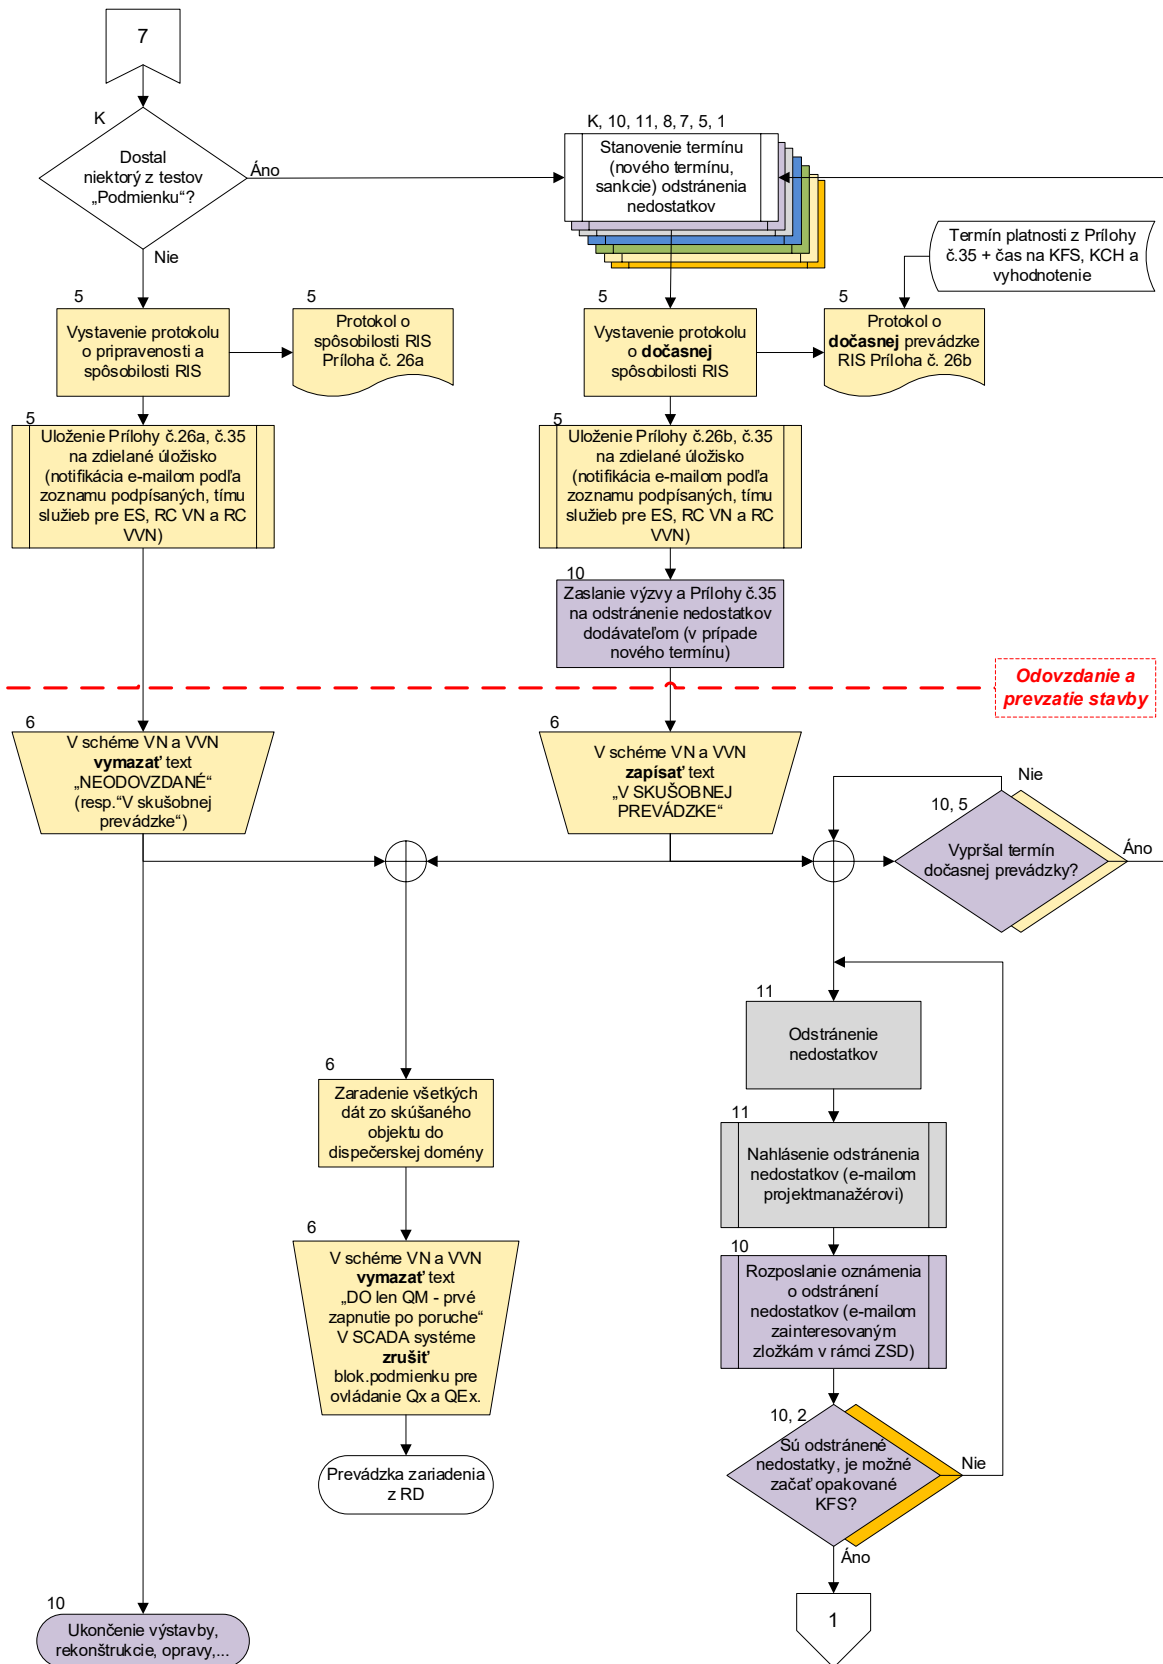 7
K
Dostal
niektorý z testov
„Podmienku“?
Áno
Nie
K, 10, 11, 8, 7, 5, 1
Stanovenie termínu
(nového termínu,
sankcie) odstránenia
nedostatkov
Termín platnosti z Prílohy
č.35 + čas na KFS, KCH a
vyhodnotenie
5
Vystavenie protokolu
o pripravenosti a
spôsobilosti RIS
5
Protokol o
spôsobilosti RIS
Príloha č. 26a
5
Vystavenie protokolu
o dočasnej
spôsobilosti RIS
5
Protokol o
dočasnej prevádzke
RIS Príloha č. 26b
5
Uloženie Prílohy č.26a, č.35
na zdielané úložisko
(notifikácia e-mailom podľa
zoznamu podpísaných, tímu
služieb pre ES, RC VN a RC
VVN)
5
Uloženie Prílohy č.26b, č.35
na zdielané úložisko
(notifikácia e-mailom podľa
zoznamu podpísaných, tímu
služieb pre ES, RC VN a RC
VVN)
10
Zaslanie výzvy a Prílohy č.35
na odstránenie nedostatkov
dodávateľom (v prípade
nového termínu)
Odovzdanie a
prevzatie stavby
6
V schéme VN a VVN
vymazať text
„NEODOVZDANÉ“
(resp.“V skušobnej
prevádzke“)
6
V schéme VN a VVN
zapísať text
„V SKUŠOBNEJ
PREVÁDZKE“
Nie
10, 5
Vypršal termín
dočasnej prevádzky?
Áno
11
Odstránenie
nedostatkov
6
Zaradenie všetkých
dát zo skúšaného
objektu do
dispečerskej domény
11
Nahlásenie odstránenia
nedostatkov (e-mailom
projektmanažérovi)
6
V schéme VN a VVN
vymazať text
„DO len QM - prvé
zapnutie po poruche“
V SCADA systéme
zrušiť
blok.podmienku pre
ovládanie Qx a QEx.
10
Rozposlanie oznámenia
o odstránení
nedostatkov (e-mailom
zainteresovaným
zložkám v rámci ZSD)
10, 2
Sú odstránené
nedostatky, je možné
začať opakované
KFS?
Nie
Áno
Prevádzka zariadenia
z RD
1
10
Ukončenie výstavby,
rekonštrukcie, opravy,...